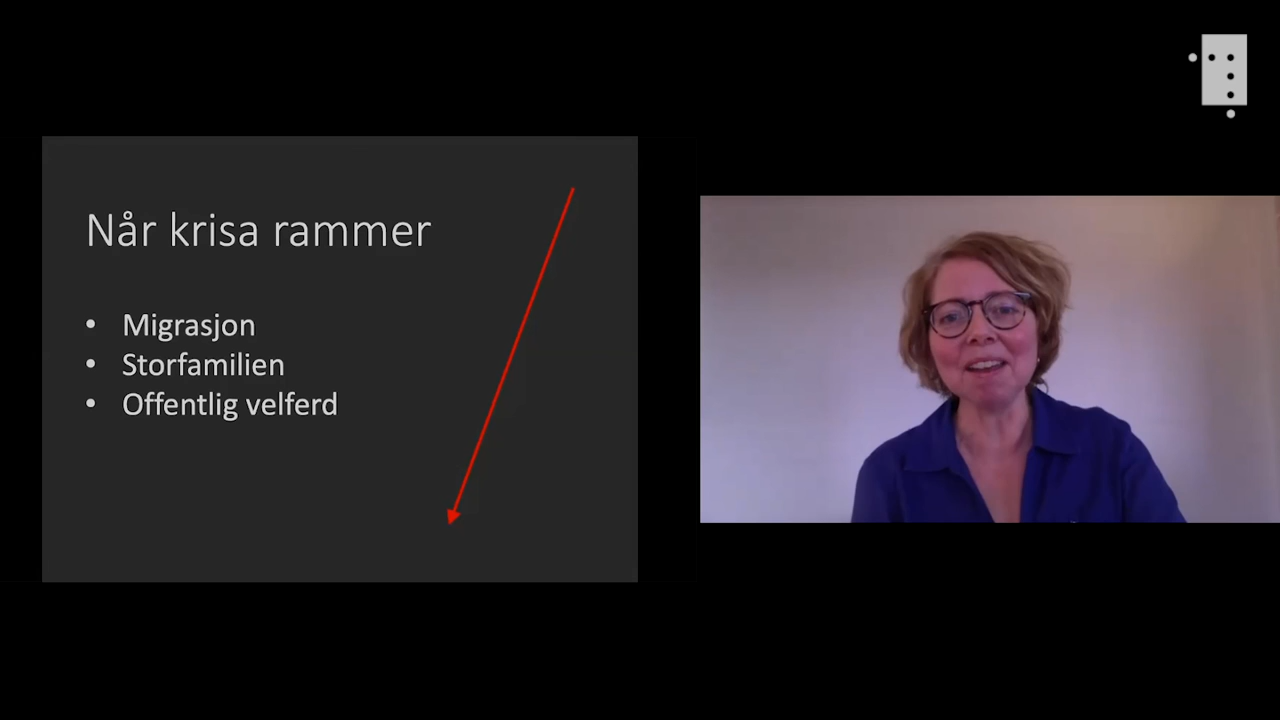 Når krisa rammer
• Migrasjon
• Storfamilien
• Offentlig velferd